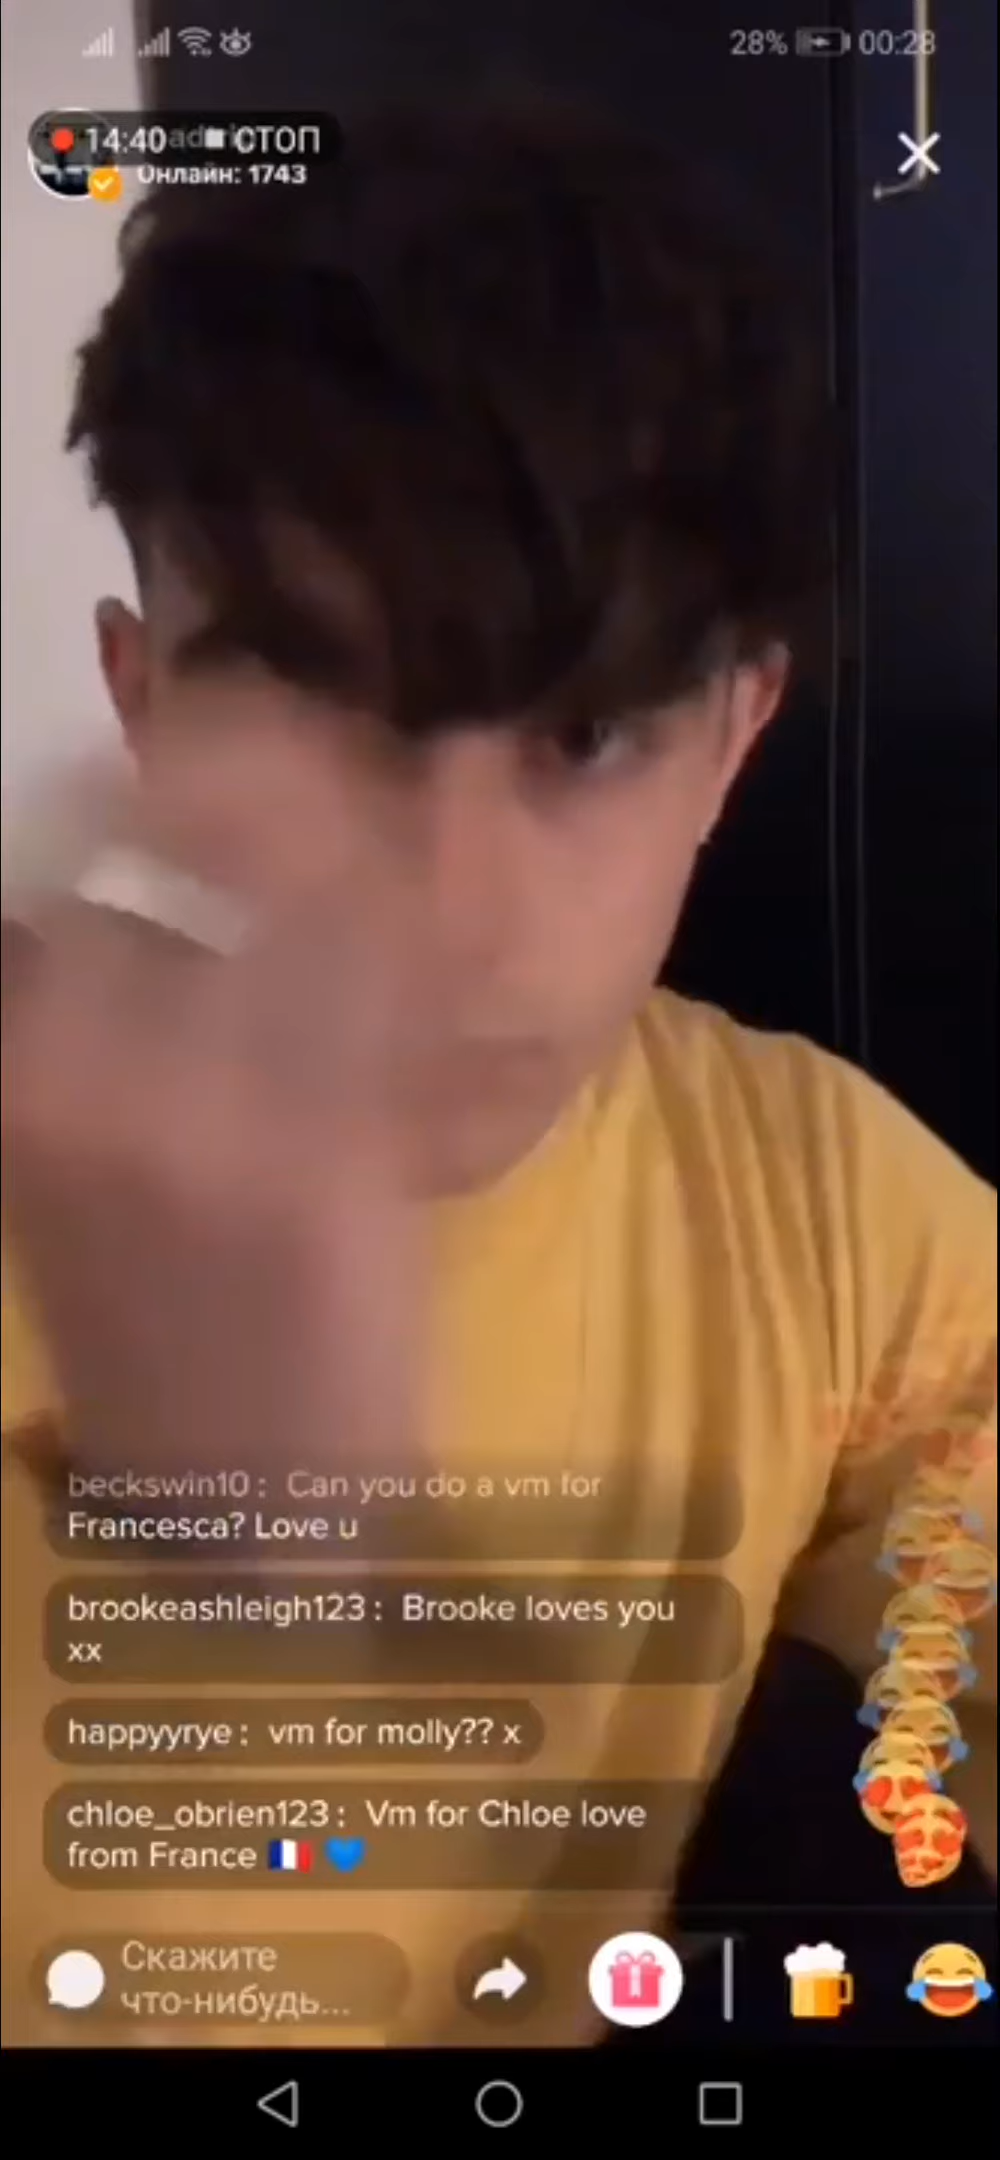 28% 00:28
14:40 СТОП
Онлайн: 1743
beckswin10: Can you do a vm for
Francesca? Love u
brookeashleigh123: Brooke loves you
xx
happyyrye: vm for molly?? x
chloe_obrien123: Vm for Chloe love
from France 🇫🇷 💙
Скажите
что-нибудь...